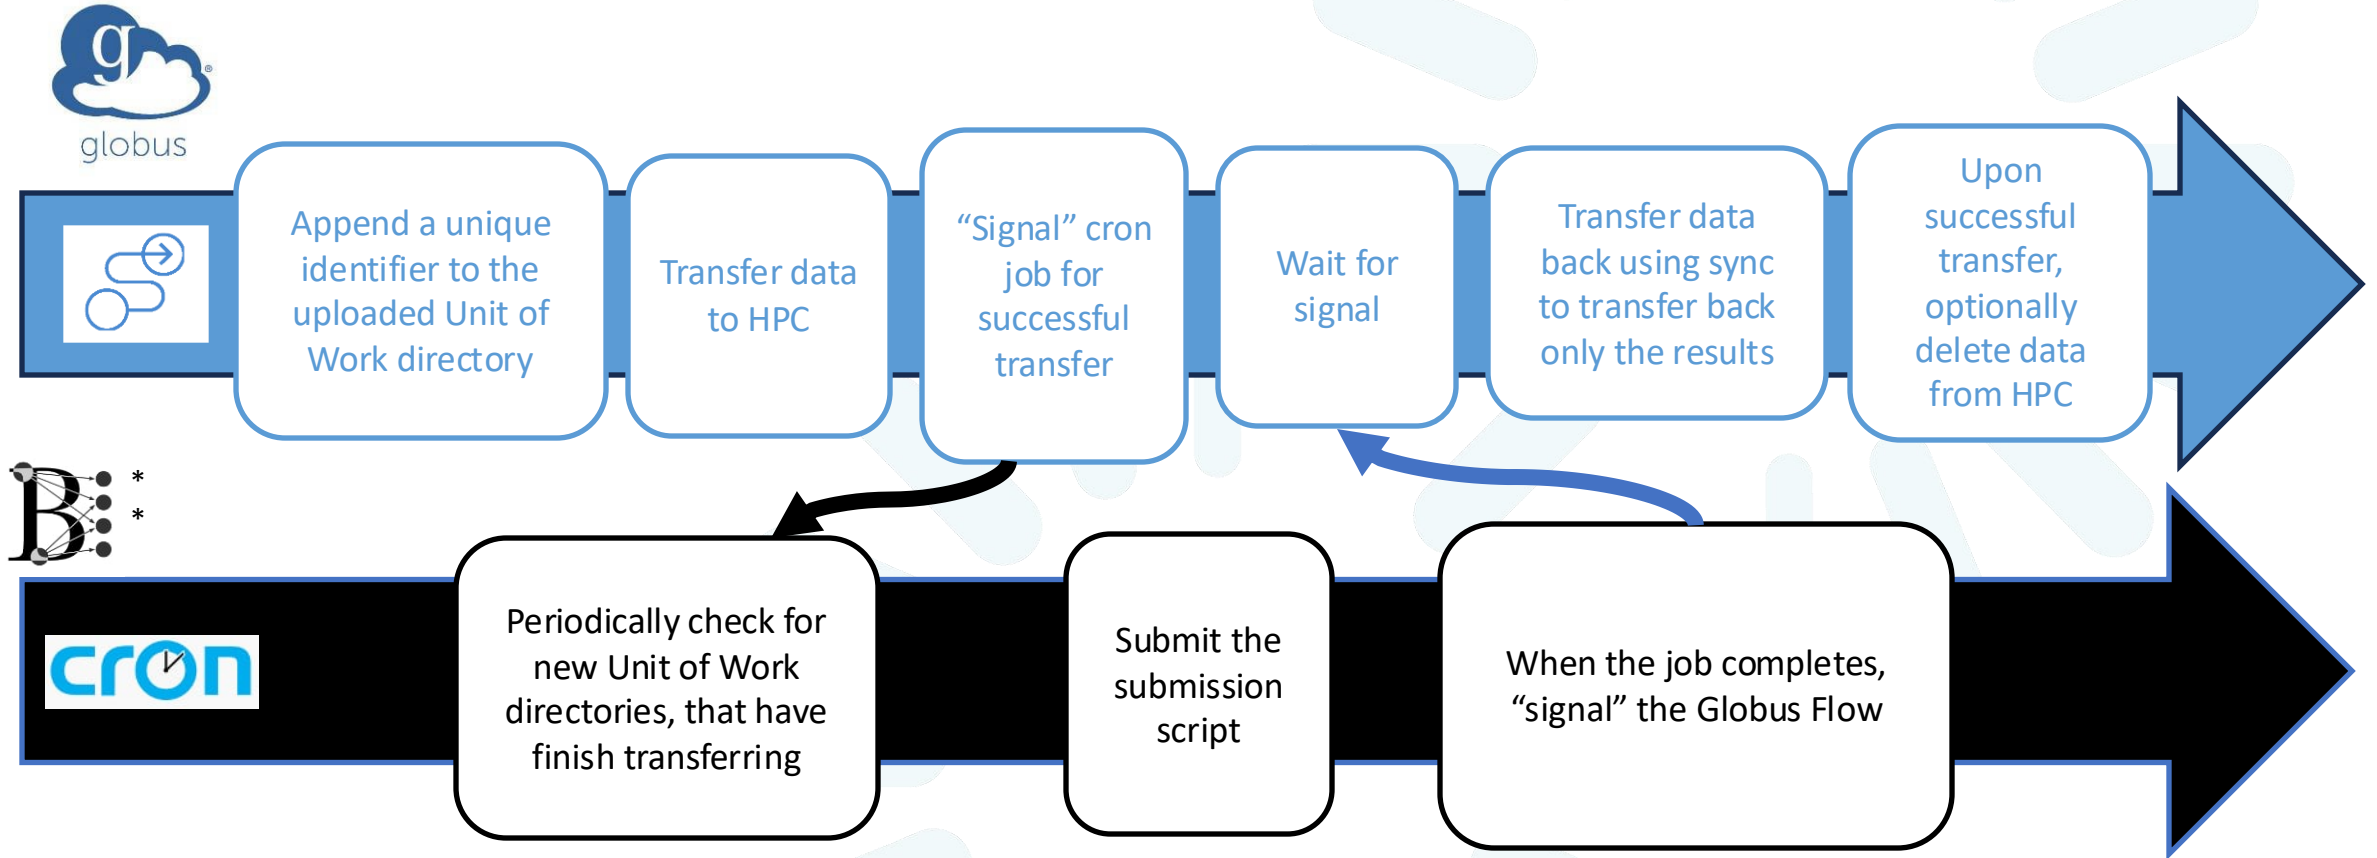 g
®
globus
Append a unique
identifier to the
uploaded Unit of
Work directory
Transfer data
to HPC
“Signal” cron
job for
successful
transfer
Wait for
signal
Transfer data
back using sync
to transfer back
only the results
Upon
successful
transfer,
optionally
delete data
from HPC
B
*
*
cron
Periodically check for
new Unit of Work
directories, that have
finish transferring
Submit the
submission
script
When the job completes,
“signal” the Globus Flow